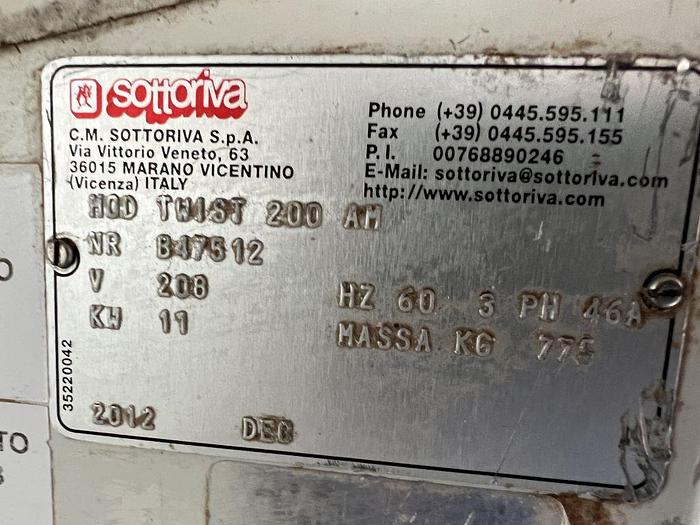 sottoriva
C.M. SOTTORIVA S.p.A.
Via Vittorio Veneto, 63
36015 MARANO VICENTINO
(Vicenza) ITALY
Phone (+39) 0445.595.111
Fax (+39) 0445.595.155
P.I. 00768890246
E-Mail: sottoriva@sottoriva.com
http://www.sottoriva.com
MOD TWIST 200 AM
NR B47512
V 208 HZ 60 3 PH 46A
KW 11 MASSA KG 775
2012 DEC
35220042
O
TO